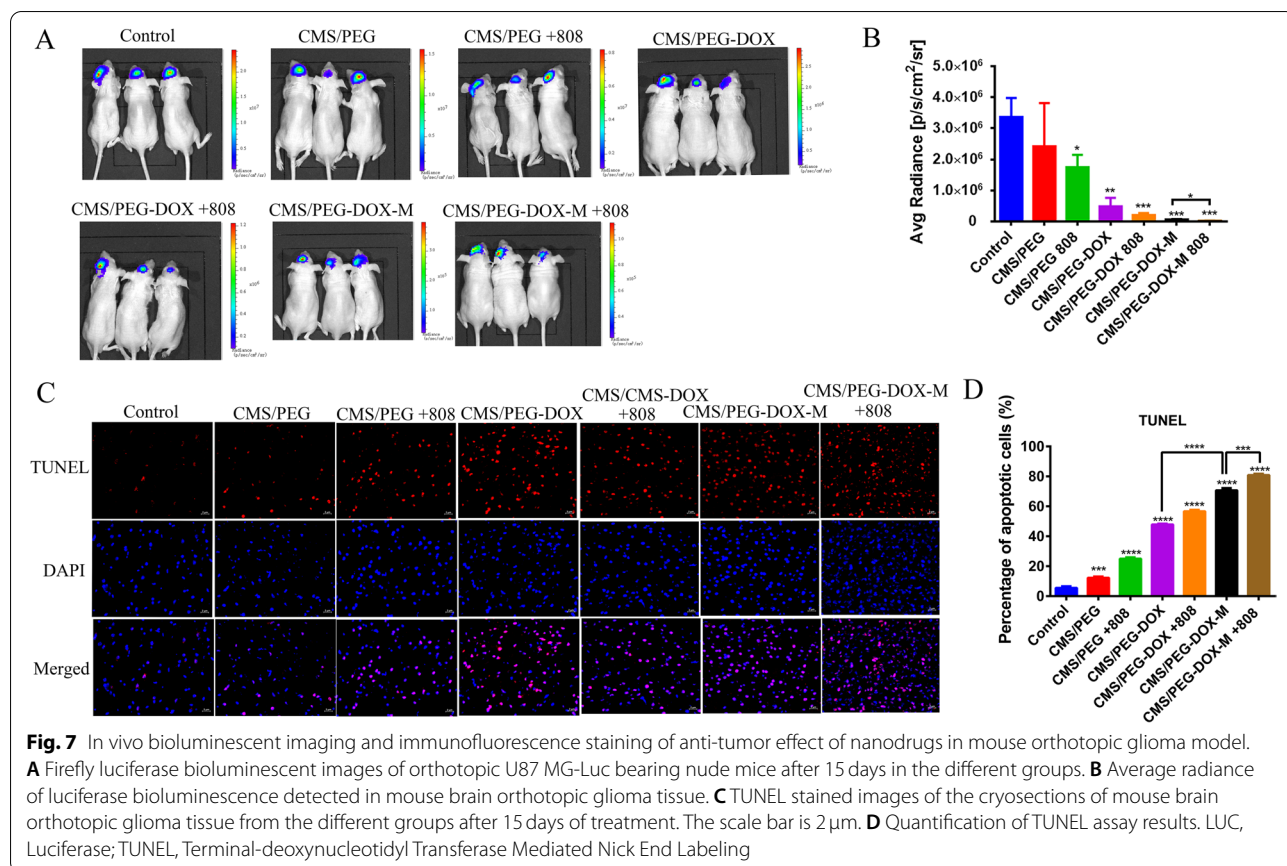 A
Control
CMS/PEG
CMS/PEG +808
CMS/PEG-DOX
CMS/PEG-DOX +808
CMS/PEG-DOX-M
CMS/PEG-DOX-M +808
B
Avg Radiance [p/s/cm²/sr]
5.0×10⁶
4.0×10⁶
3.0×10⁶
2.0×10⁶
1.0×10⁶
0
*
**
***
***
*
***
Control
CMS/PEG
CMS/PEG 808
CMS/PEG-DOX
CMS/PEG-DOX 808
CMS/PEG-DOX-M
CMS/PEG-DOX-M 808
C
Control
CMS/PEG
CMS/PEG +808
CMS/PEG-DOX
CMS/CMS-DOX
+808
CMS/PEG-DOX-M
CMS/PEG-DOX-M
+808
TUNEL
DAPI
Merged
D
TUNEL
Percentage of apoptotic cells (%)
100
80
60
40
20
0
***
****
****
****
****
****
***
****
Control
CMS/PEG
CMS/PEG +808
CMS/PEG-DOX
CMS/PEG-DOX +808
CMS/PEG-DOX-M
CMS/PEG-DOX-M +808
Fig. 7 In vivo bioluminescent imaging and immunofluorescence staining of anti-tumor effect of nanodrugs in mouse orthotopic glioma model.
A Firefly luciferase bioluminescent images of orthotopic U87 MG-Luc bearing nude mice after 15 days in the different groups. B Average radiance
of luciferase bioluminescence detected in mouse brain orthotopic glioma tissue. C TUNEL stained images of the cryosections of mouse brain
orthotopic glioma tissue from the different groups after 15 days of treatment. The scale bar is 2 μm. D Quantification of TUNEL assay results. LUC,
Luciferase; TUNEL, Terminal-deoxynucleotidyl Transferase Mediated Nick End Labeling